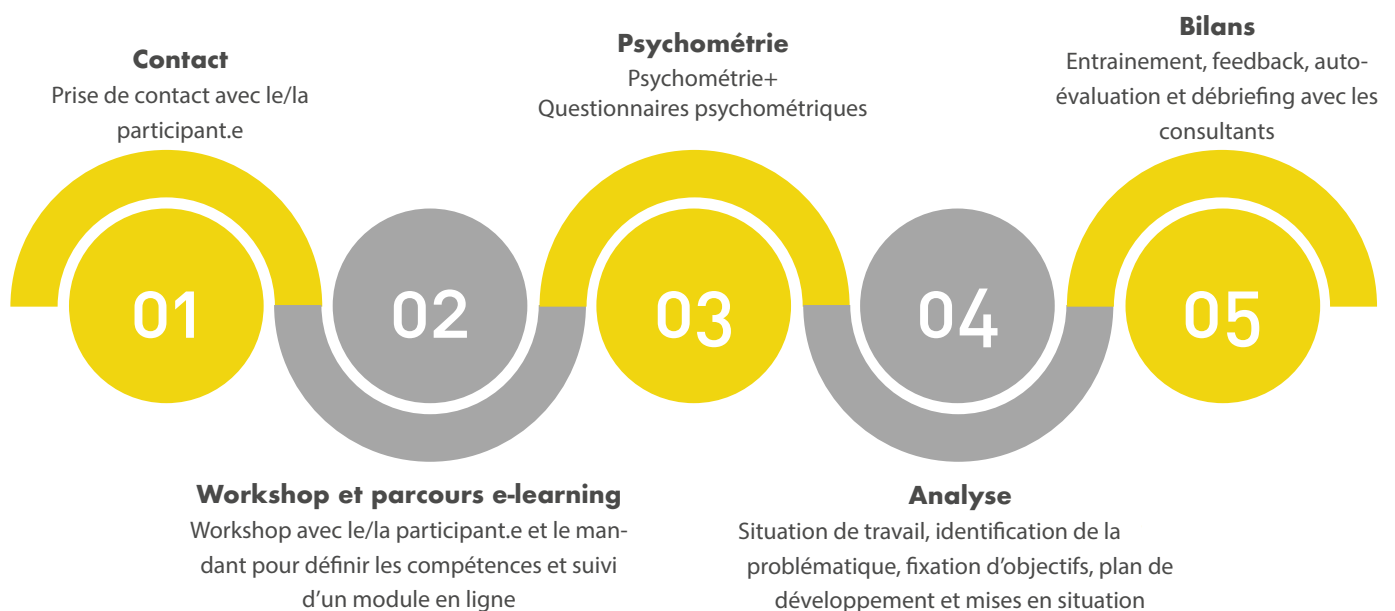 Contact
Prise de contact avec le/la
participant.e
01
Workshop et parcours e-learning
Workshop avec le/la participant.e et le man-
dant pour définir les compétences et suivi
d’un module en ligne
02
Psychométrie
Psychométrie+
Questionnaires psychométriques
03
Analyse
Situation de travail, identification de la
problématique, fixation d’objectifs, plan de
développement et mises en situation
04
Bilans
Entrainement, feedback, auto-
évaluation et débriefing avec les
consultants
05